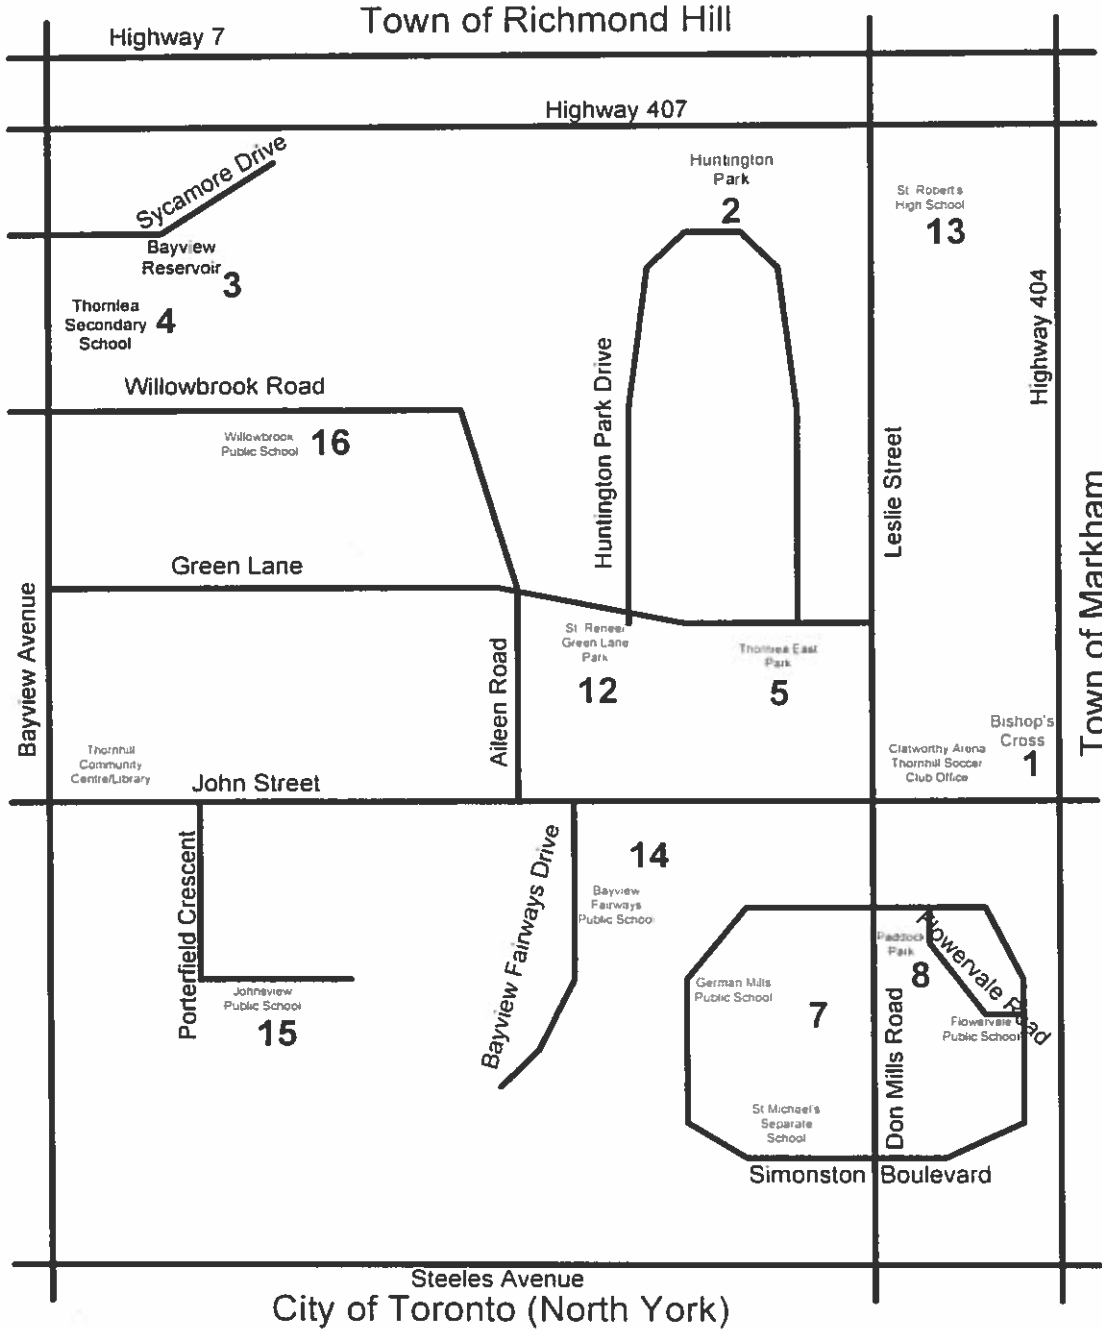 Town of Richmond Hill
Highway 7
Highway 407
Sycamore Drive
Huntington
Park
2
St. Robert's
High School
13
Bayview
Reservoir
3
Highway 404
Thornlea
Secondary
School
4
Huntington Park Drive
Willowbrook Road
Willowbrook
Public School
16
Leslie Street
Town of Markham
Green Lane
Bayview Avenue
Aileen Road
St. Renee/
Green Lane
Park
12
Thornlea East
Park
5
Bishop's
Cross
1
Thornhill
Community
Centre/Library
Clatworthy Arena
Thornhill Soccer
Club Office
John Street
Porterfield Crescent
Bayview Fairways Drive
14
Bayview
Fairways
Public School
Paddock
Park
8
Flowervale Road
German Mills
Public School
7
Johnsview
Public School
15
Don Mills Road
Flowervale
Public School
St Michael's
Separate
School
Simonston Boulevard
Steeles Avenue
City of Toronto (North York)